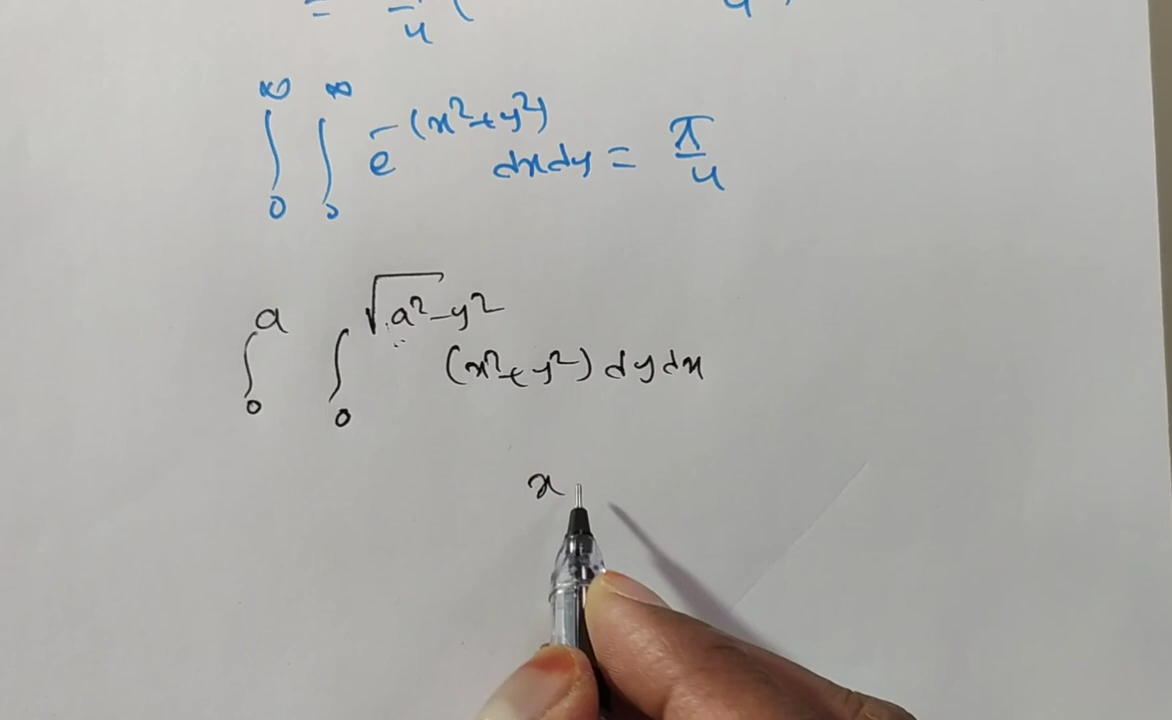 ∫₀^∞ ∫₀^∞ e^-(x²+y²) dxdy = π/4
∫₀^a ∫₀^√a²-y² (x²+y²) dy dx
x